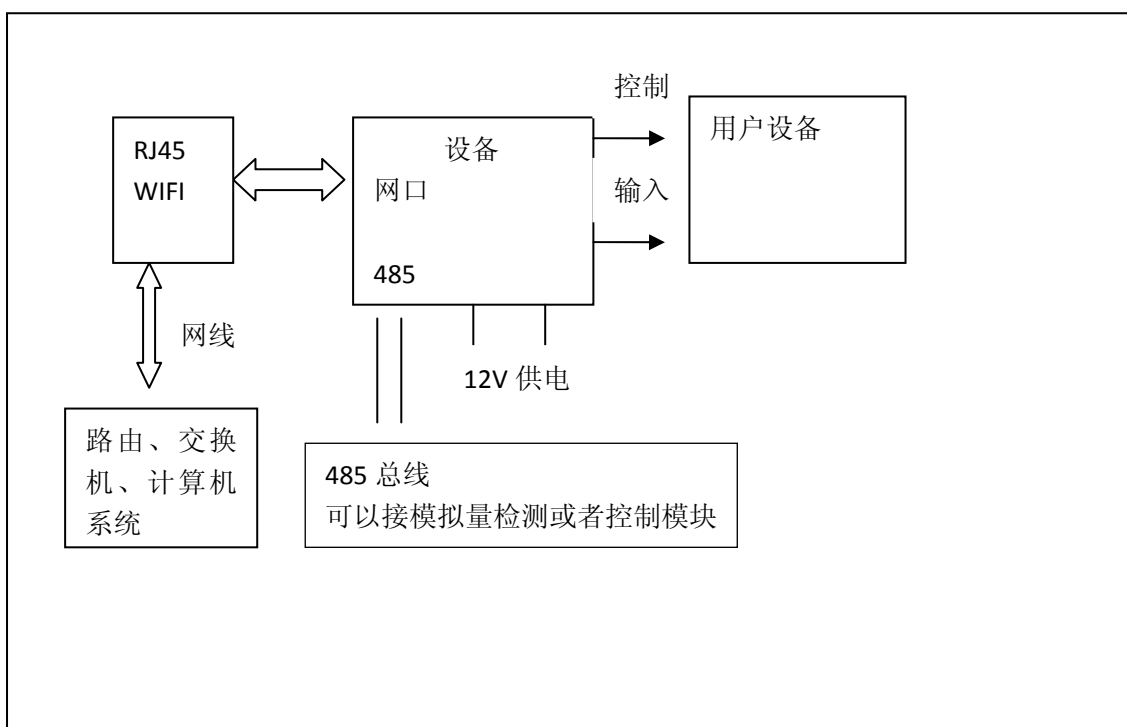 控制
RJ45
WIFI
设备
网口
485
输入
用户设备
网线
12V 供电
路由、交换
机、计算机
系统
485 总线
可以接模拟量检测或者控制模块